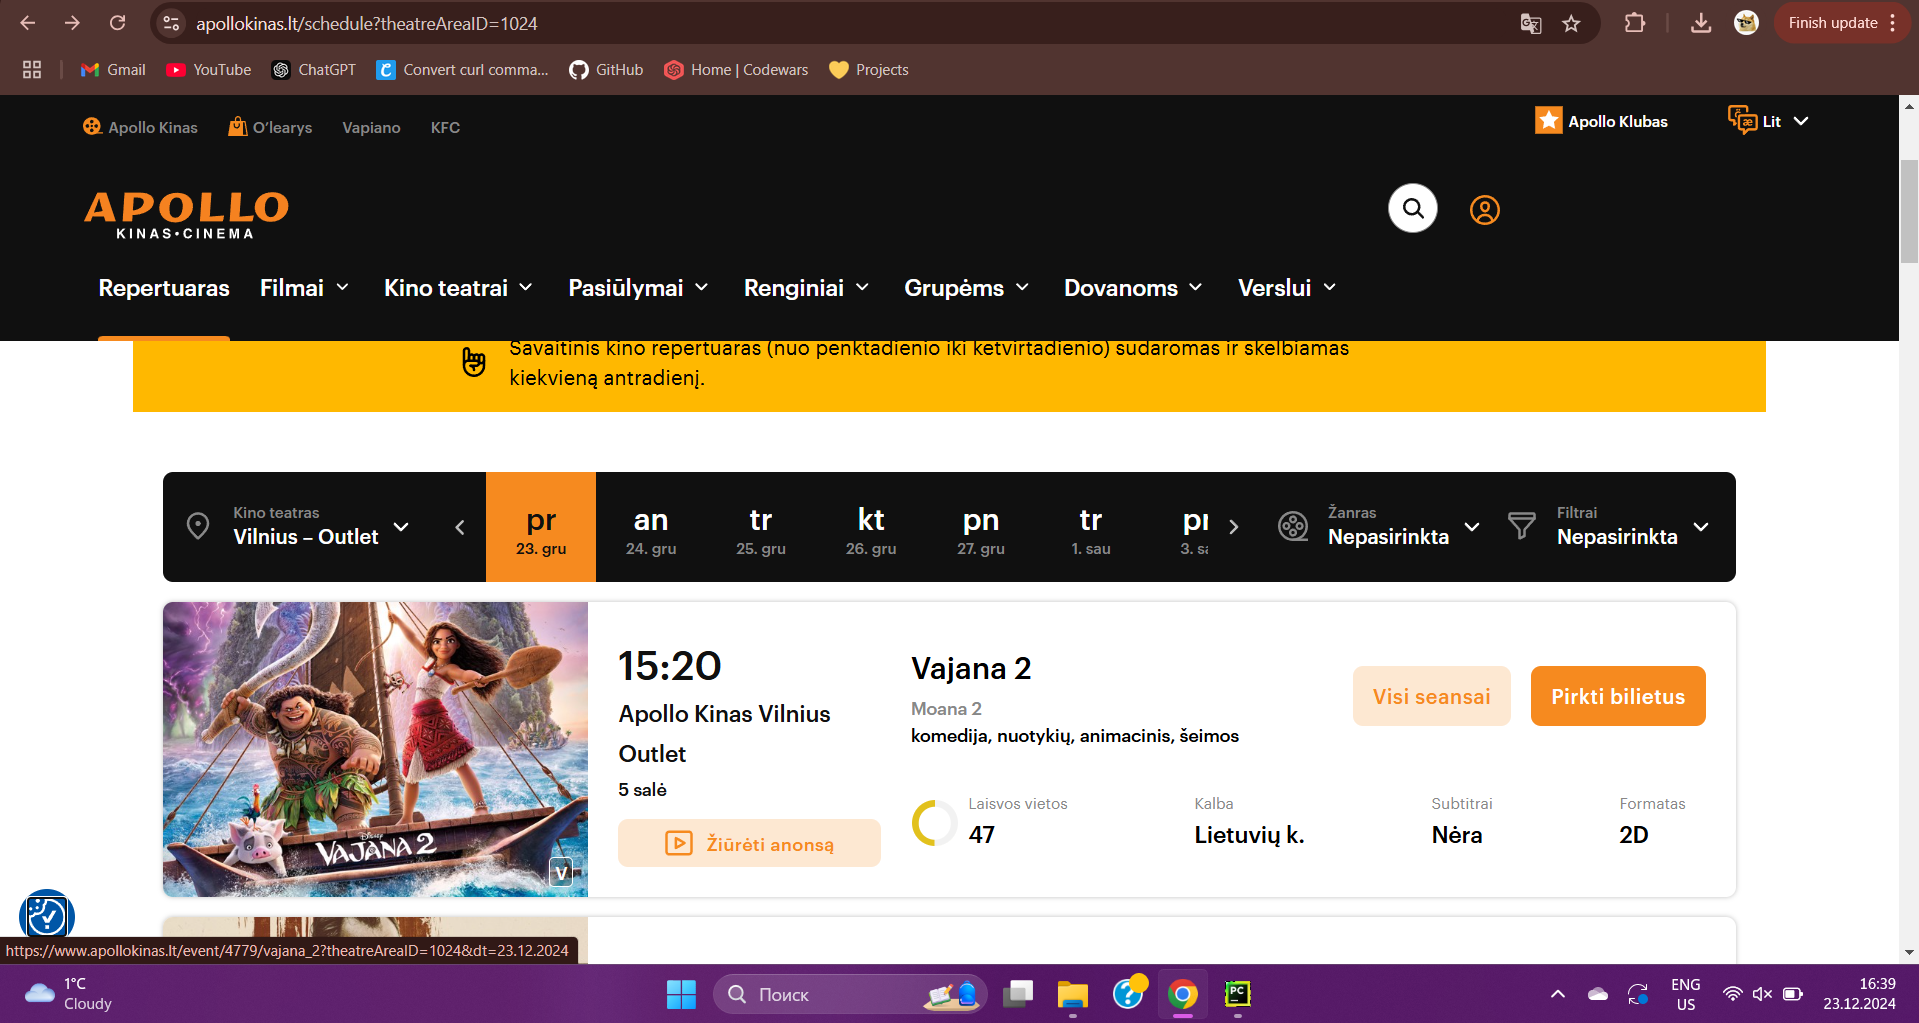 apollokinas.lt/schedule?theatreAreaID=1024
Finish update
Gmail
YouTube
ChatGPT
Convert curl comma...
GitHub
Home | Codewars
Projects
Apollo Kinas
O'learys
Vapiano
KFC
Apollo Klubas
Lit
APOLLO
KINAS•CINEMA
Repertuaras
Filmai
Kino teatrai
Pasiūlymai
Renginiai
Grupėms
Dovanoms
Verslui
Savaitinis kino repertuaras (nuo penktadienio iki ketvirtadienio) sudaromas ir skelbiamas
kiekvieną antradienį.
Kino teatras
Vilnius – Outlet
pr
23. gru
an
24. gru
tr
25. gru
kt
26. gru
pn
27. gru
tr
1. sau
pr
3. sa
Žanras
Nepasirinkta
Filtrai
Nepasirinkta
Disney
VAJANA 2
V
15:20
Apollo Kinas Vilnius
Outlet
5 salė
Žiūrėti anonsą
Vajana 2
Moana 2
komedija, nuotykių, animacinis, šeimos
Visi seansai
Pirkti bilietus
Laisvos vietos
47
Kalba
Lietuvių k.
Subtitrai
Nėra
Formatas
2D
https://www.apollokinas.lt/event/4779/vajana_2?theatreAreaID=1024&dt=23.12.2024
1°C
Cloudy
Поиск
PC
ENG
US
16:39
23.12.2024